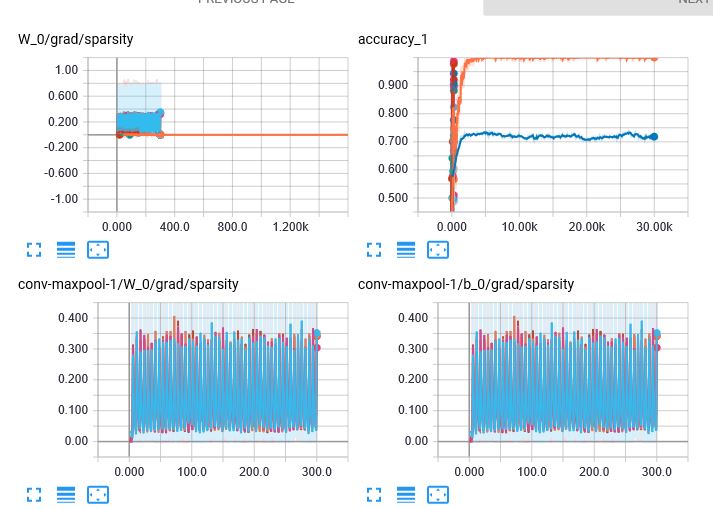 PREVIOUS PAGE
NEXT
W_0/grad/sparsity
1.00
0.600
0.200
-0.200
-0.600
-1.00
0.000 400.0 800.0 1.200k
accuracy_1
0.900
0.800
0.700
0.600
0.500
0.000 10.00k 20.00k 30.00k
conv-maxpool-1/W_0/grad/sparsity
0.400
0.300
0.200
0.100
0.00
0.000 100.0 200.0 300.0
conv-maxpool-1/b_0/grad/sparsity
0.400
0.300
0.200
0.100
0.00
0.000 100.0 200.0 300.0